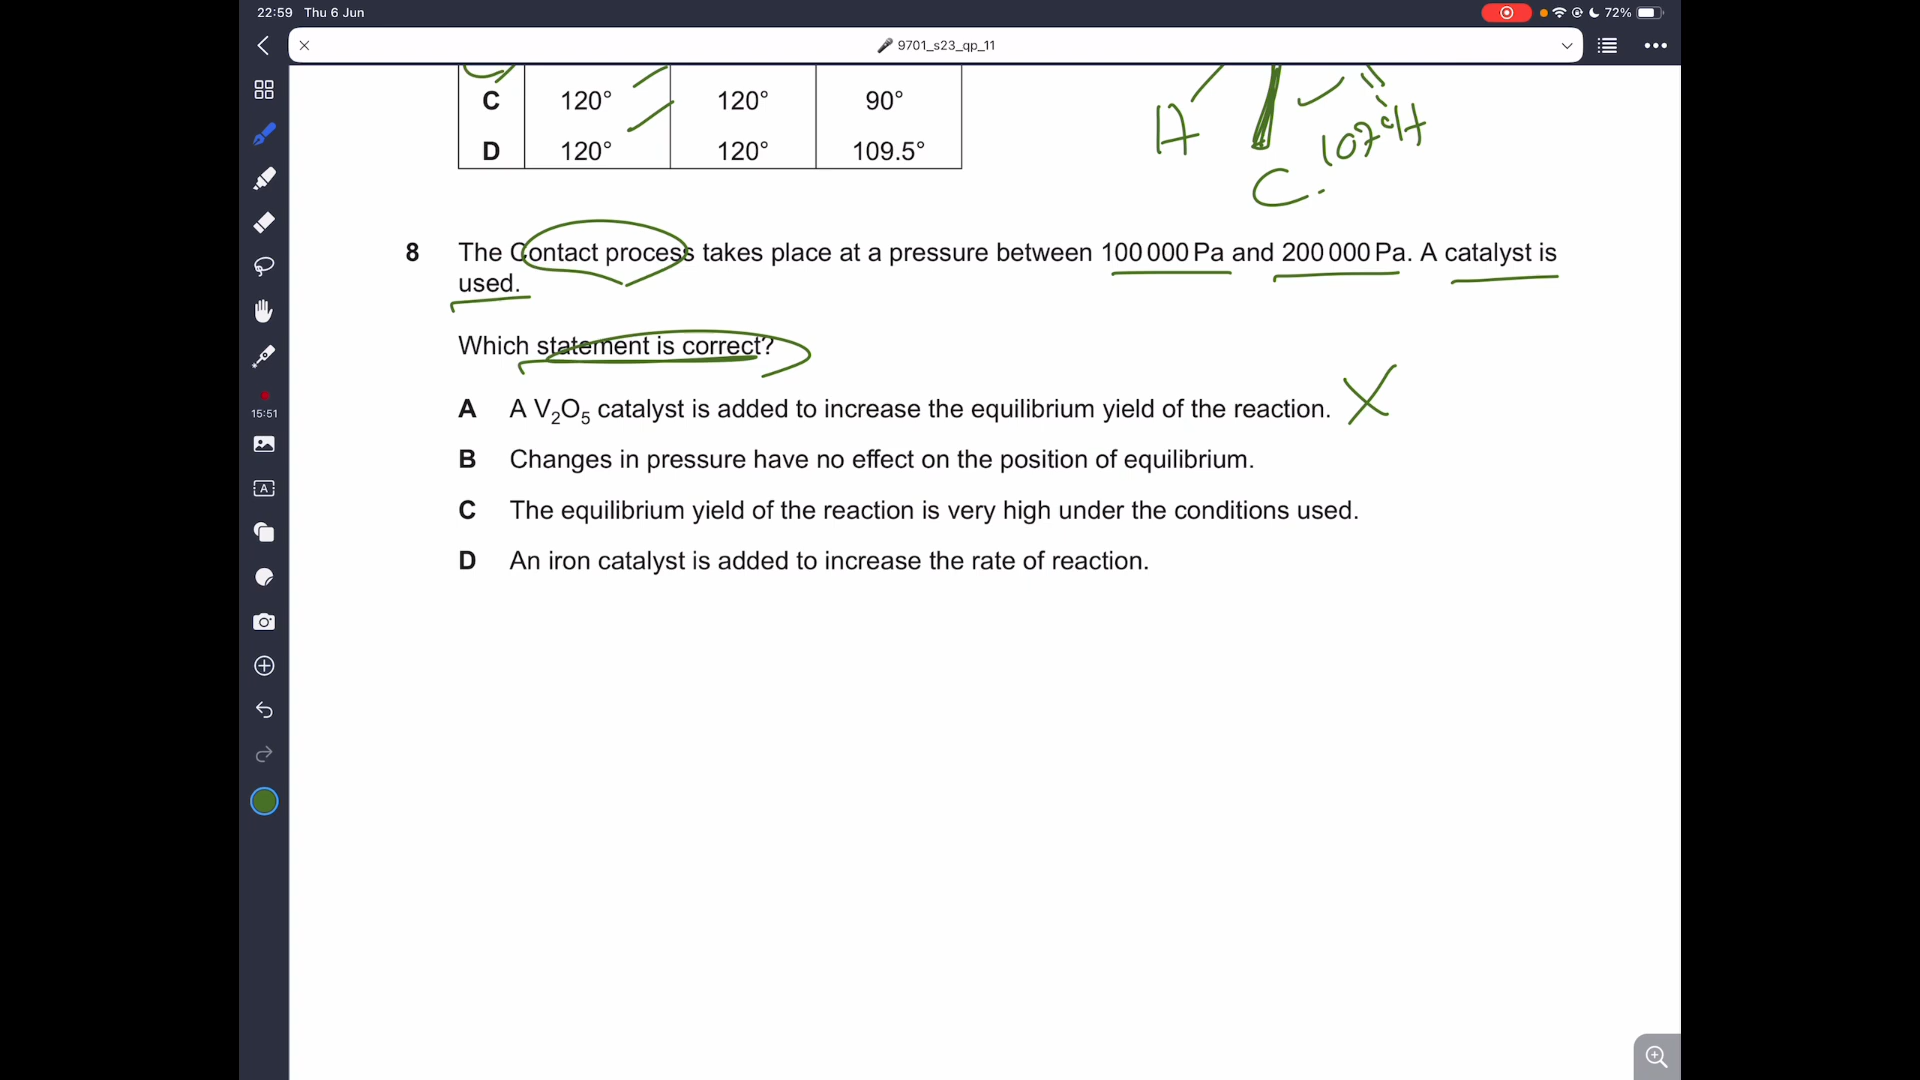 22:59 Thu 6 Jun
72%
9701_s23_qp_11
C 120° 120° 90°
D 120° 120° 109.5°
H
107° H
C.
8 The Contact process takes place at a pressure between 100 000 Pa and 200 000 Pa. A catalyst is
used.
Which statement is correct?
A A V₂O₅ catalyst is added to increase the equilibrium yield of the reaction.
B Changes in pressure have no effect on the position of equilibrium.
C The equilibrium yield of the reaction is very high under the conditions used.
D An iron catalyst is added to increase the rate of reaction.
15:51
A